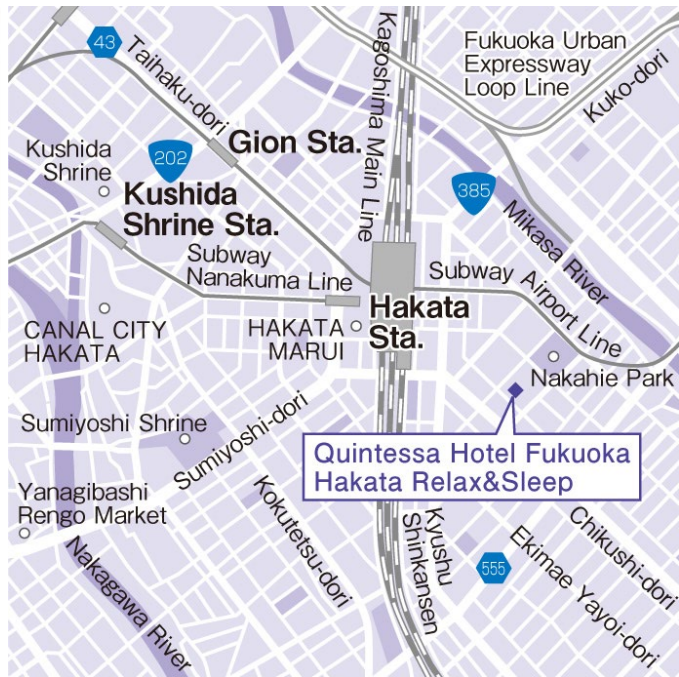 43
Taihaku-dori
Kagoshima Main Line
Fukuoka Urban
Expressway
Loop Line
Kuko-dori
Gion Sta.
Kushida
Shrine
202
Kushida
Shrine Sta.
385
Mikasa River
Subway
Nanakuma Line
Subway Airport Line
Hakata
Sta.
CANAL CITY
HAKATA
HAKATA
MARUI
Nakahie Park
Sumiyoshi Shrine
Sumiyoshi-dori
Quintessa Hotel Fukuoka
Hakata Relax&Sleep
Yanagibashi
Rengo Market
Kokutetsu-dori
Kyushu
Shinkansen
Chikushi-dori
555
Ekimae Yayoi-dori
Nakagawa River